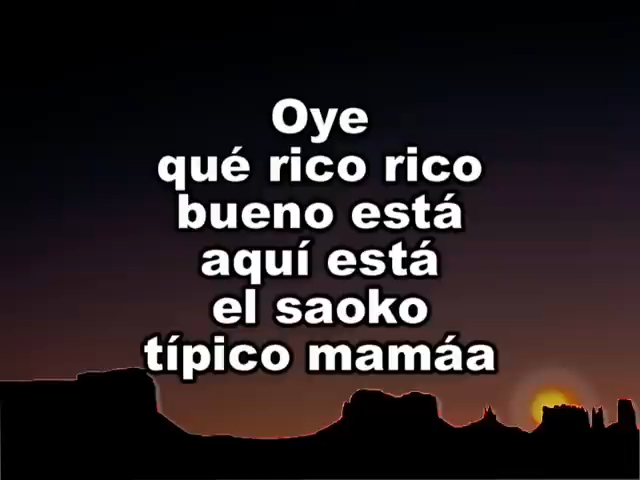 Oye
qué rico rico
bueno está
aquí está
el saoko
típico mamáa